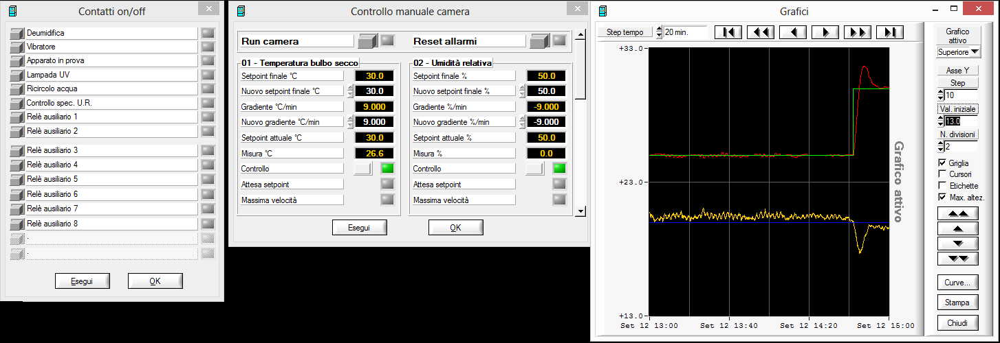 Contatti on/off
Deumidifica
Vibratore
Apparato in prova
Lampada UV
Ricircolo acqua
Controllo spec. U.R.
Relè ausiliario 1
Relè ausiliario 2
Relè ausiliario 3
Relè ausiliario 4
Relè ausiliario 5
Relè ausiliario 6
Relè ausiliario 7
Relè ausiliario 8
.
.
Esegui
OK
Controllo manuale camera
Run camera
Reset allarmi
01 - Temperatura bulbo secco
Setpoint finale °C 30.0
Nuovo setpoint finale °C 30.0
Gradiente °C/min 9.000
Nuovo gradiente °C/min 9.000
Setpoint attuale °C 30.0
Misura °C 26.6
Controllo
Attesa setpoint
Massima velocità
02 - Umidità relativa
Setpoint finale % 50.0
Nuovo setpoint finale % 50.0
Gradiente %/min -9.000
Nuovo gradiente %/min -9.000
Setpoint attuale % 50.0
Misura % 0.0
Controllo
Attesa setpoint
Massima velocità
Esegui
OK
Grafici
Step tempo
20 min.
+33.0
+23.0
+13.0
Set 12 13:00
Set 12 13:40
Set 12 14:20
Set 12 15:00
Grafico attivo
Grafico
attivo
Superiore
Asse Y
Step
10
Val. iniziale
13.0
N. divisioni
2
Griglia
Cursori
Etichette
Max. altez.
Curve...
Stampa
Chiudi